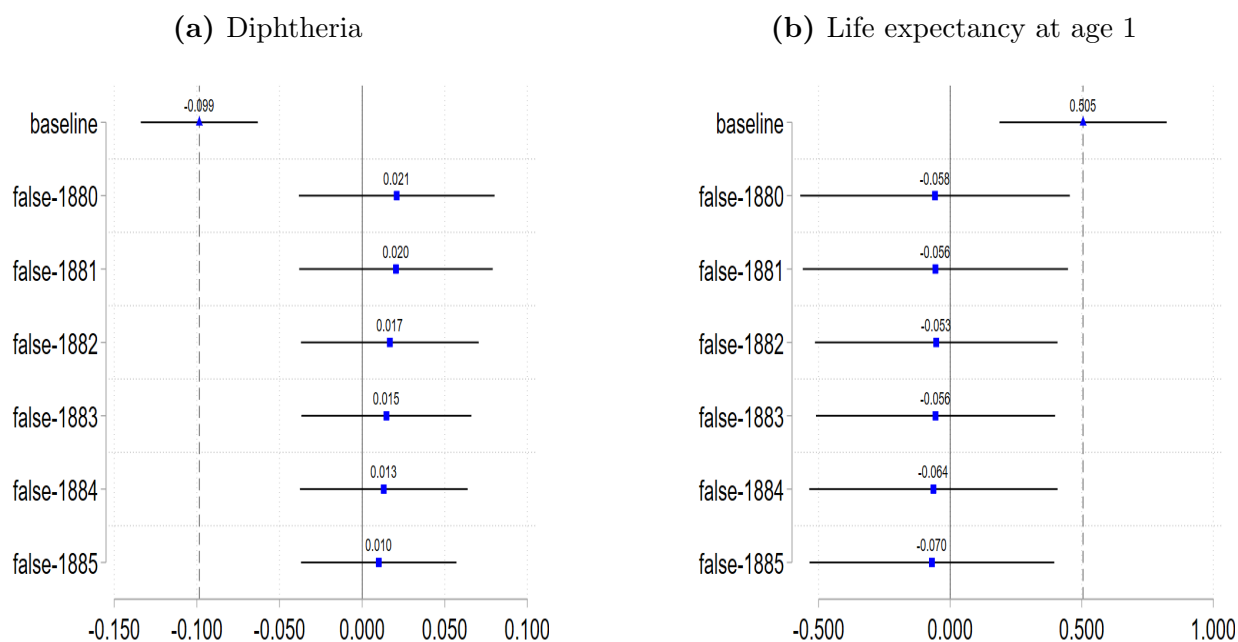 (a) Diphtheria
baseline
-0.099
false-1880
0.021
false-1881
0.020
false-1882
0.017
false-1883
0.015
false-1884
0.013
false-1885
0.010
-0.150 -0.100 -0.050 0.000 0.050 0.100
(b) Life expectancy at age 1
baseline
0.505
false-1880
-0.058
false-1881
-0.056
false-1882
-0.053
false-1883
-0.056
false-1884
-0.064
false-1885
-0.070
-0.500 0.000 0.500 1.000